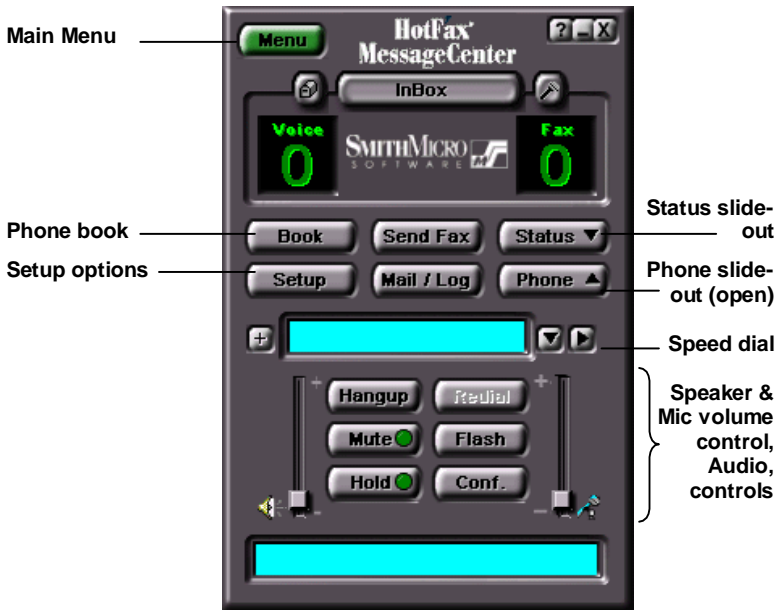 Main Menu
Menu
HotFax
MessageCenter
? _ X
InBox
Voice
0
SMITHMICRO
SOFTWARE
Fax
0
Phone book
Book
Send Fax
Status ▼
Status slide-
out
Setup options
Setup
Mail / Log
Phone ▲
Phone slide-
out (open)
+
Speed dial
+
Hangup
Redial
+
Mute
Flash
Hold
Conf.
-
-
Speaker &
Mic volume
control,
Audio,
controls